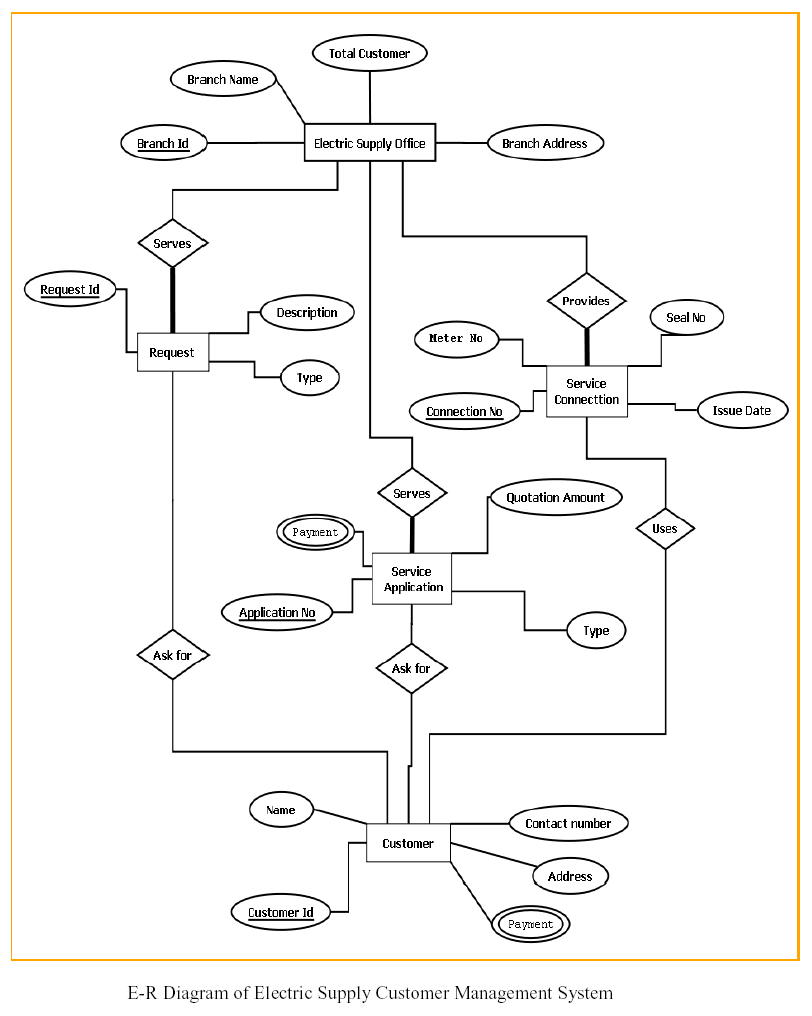 Total Customer
Branch Name
Branch Id
Electric Supply Office
Branch Address
Serves
Request Id
Description
Request
Type
Provides
Seal No
Meter No
Service
Connecttion
Connection No
Issue Date
Serves
Quotation Amount
Payment
Uses
Service
Application
Application No
Type
Ask for
Ask for
Name
Contact number
Customer
Address
Customer Id
Payment
E-R Diagram of Electric Supply Customer Management System